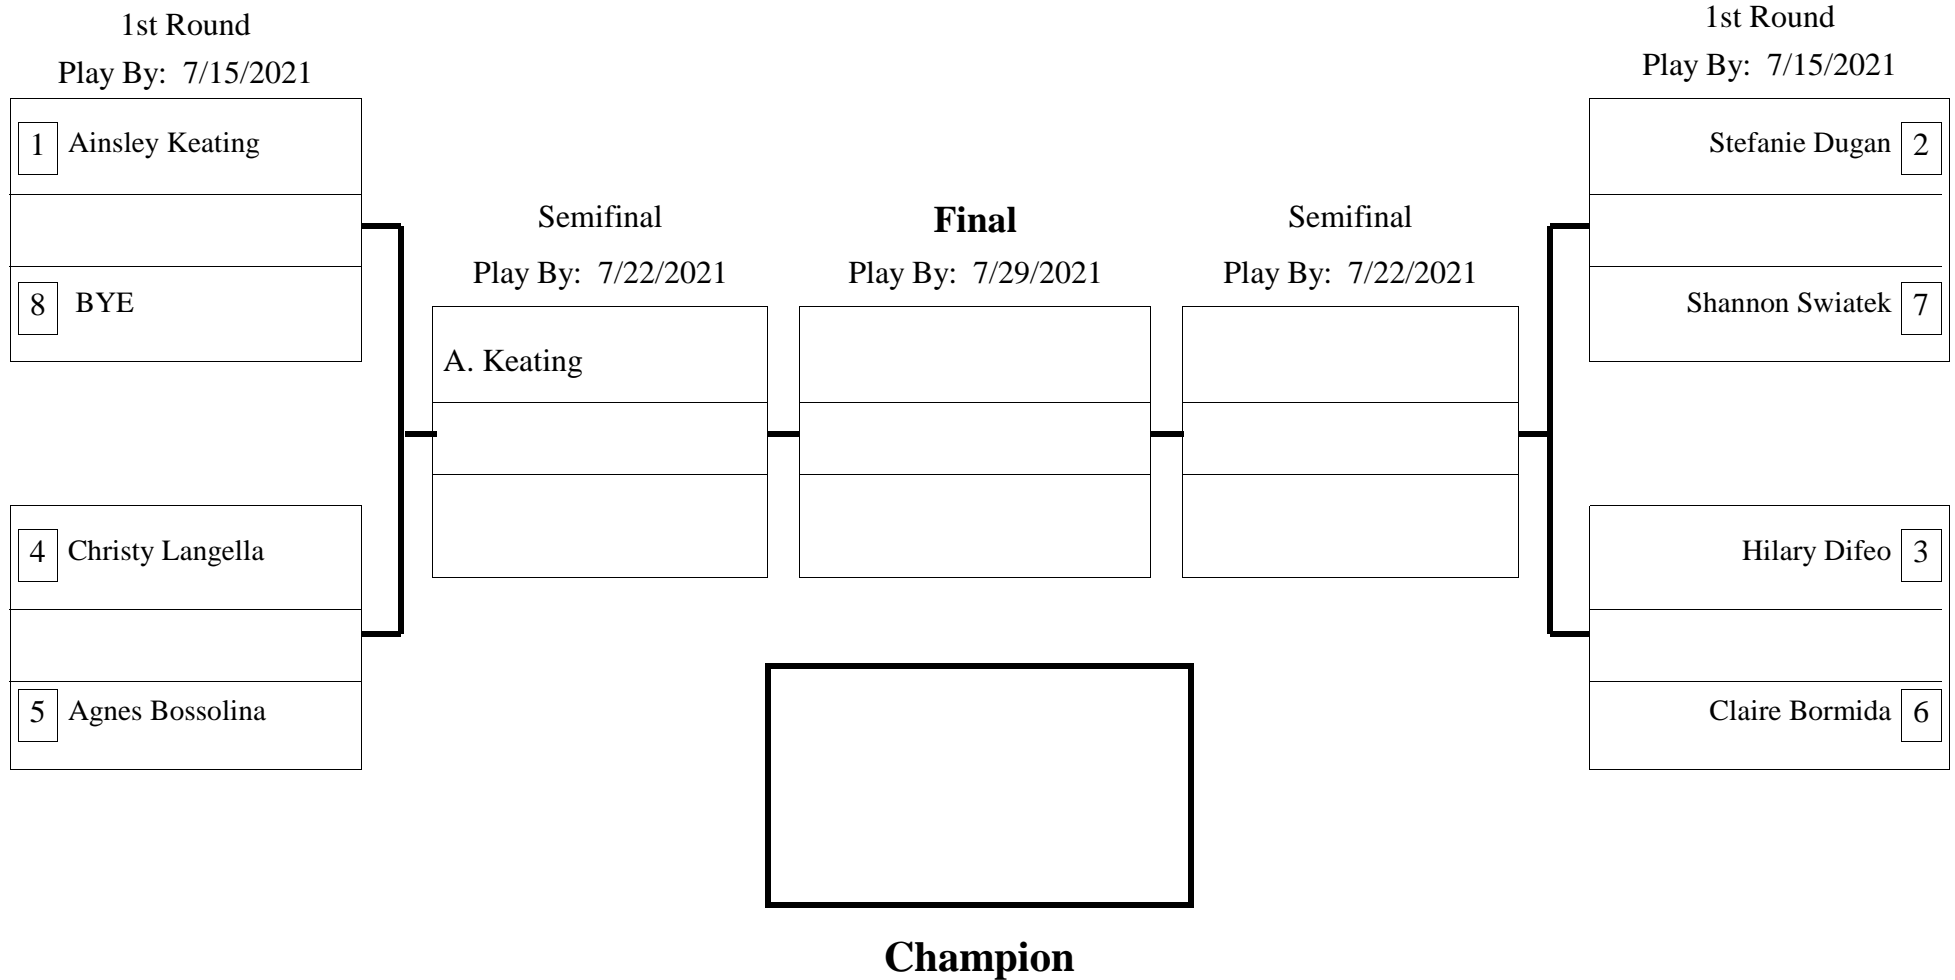 1st Round
Play By:  7/15/2021
1 Ainsley Keating
8 BYE
4 Christy Langella
5 Agnes Bossolina
Semifinal
Play By:  7/22/2021
A. Keating
Final
Play By:  7/29/2021
Semifinal
Play By:  7/22/2021
1st Round
Play By:  7/15/2021
Stefanie Dugan 2
Shannon Swiatek 7
Hilary Difeo 3
Claire Bormida 6
Champion